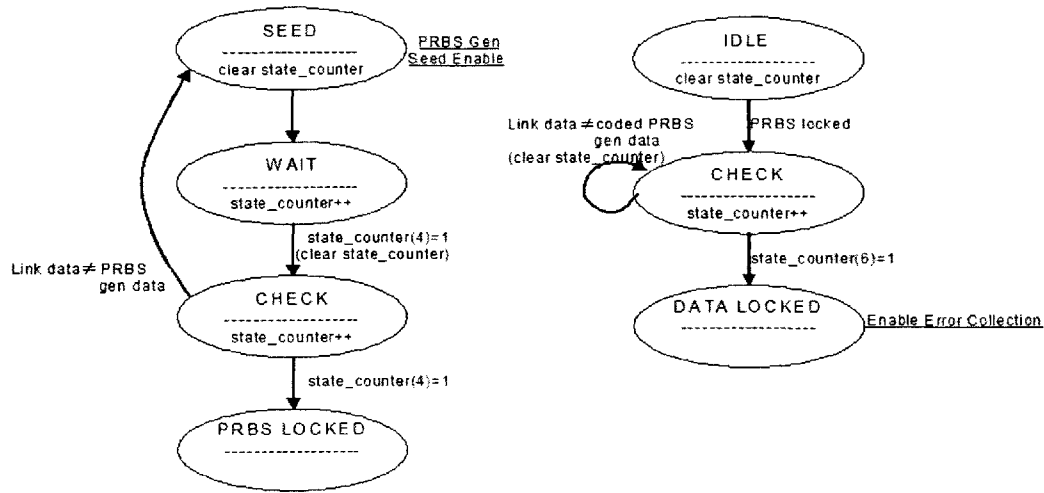 SEED
clear state_counter
PRBS Gen
Seed Enable
WAIT
state_counter++
state_counter(4)=1
(clear state_counter)
Link data≠ PRBS
gen data
CHECK
state_counter++
state_counter(4)=1
PRBS LOCKED
IDLE
clear state_counter
Link data ≠coded PRBS
gen data
(clear state_counter)
PRBS locked
CHECK
state_counter++
state_counter(6)=1
DATA LOCKED
Enable Error Collection